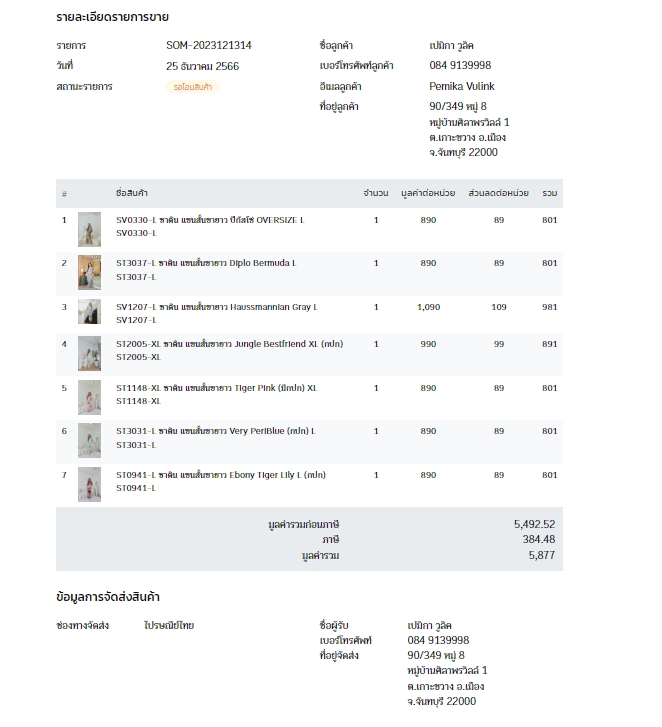 รายละเอียดรายการขาย
รายการ SOM-2023121314 ชื่อลูกค้า เปมิกา วูลิค
วันที่ 25 ธันวาคม 2566 เบอร์โทรศัพท์ลูกค้า 084 9139998
สถานะรายการ รอโอนสินค้า อีเมลลูกค้า Pemika Vulink
ที่อยู่ลูกค้า 90/349 หมู่ 8
หมู่บ้านศิลาพรวิลล์ 1
ต.เกาะขวาง อ.เมือง
จ.จันทบุรี 22000
# ชื่อสินค้า จำนวน มูลค่าต่อหน่วย ส่วนลดต่อหน่วย รวม
1 SV0330-L ซาติน แขนสั้นขายาว ปิกัสโซ่ OVERSIZE L 1 890 89 801
SV0330-L
2 ST3037-L ซาติน แขนสั้นขายาว Diplo Bermuda L 1 890 89 801
ST3037-L
3 SV1207-L ซาติน แขนสั้นขายาว Haussmannian Gray L 1 1,090 109 981
SV1207-L
4 ST2005-XL ซาติน แขนสั้นขายาว Jungle Bestfriend XL (กปก) 1 990 99 891
ST2005-XL
5 ST1148-XL ซาติน แขนสั้นขายาว Tiger Pink (มีกปก) XL 1 890 89 801
ST1148-XL
6 ST3031-L ซาติน แขนสั้นขายาว Very PeriBlue (กปก) L 1 890 89 801
ST3031-L
7 ST0941-L ซาติน แขนสั้นขายาว Ebony Tiger Lily L (กปก) 1 890 89 801
ST0941-L
มูลค่ารวมก่อนภาษี 5,492.52
ภาษี 384.48
มูลค่ารวม 5,877
ข้อมูลการจัดส่งสินค้า
ช่องทางจัดส่ง ไปรษณีย์ไทย ชื่อผู้รับ เปมิกา วูลิค
เบอร์โทรศัพท์ 084 9139998
ที่อยู่จัดส่ง 90/349 หมู่ 8
หมู่บ้านศิลาพรวิลล์ 1
ต.เกาะขวาง อ.เมือง
จ.จันทบุรี 22000